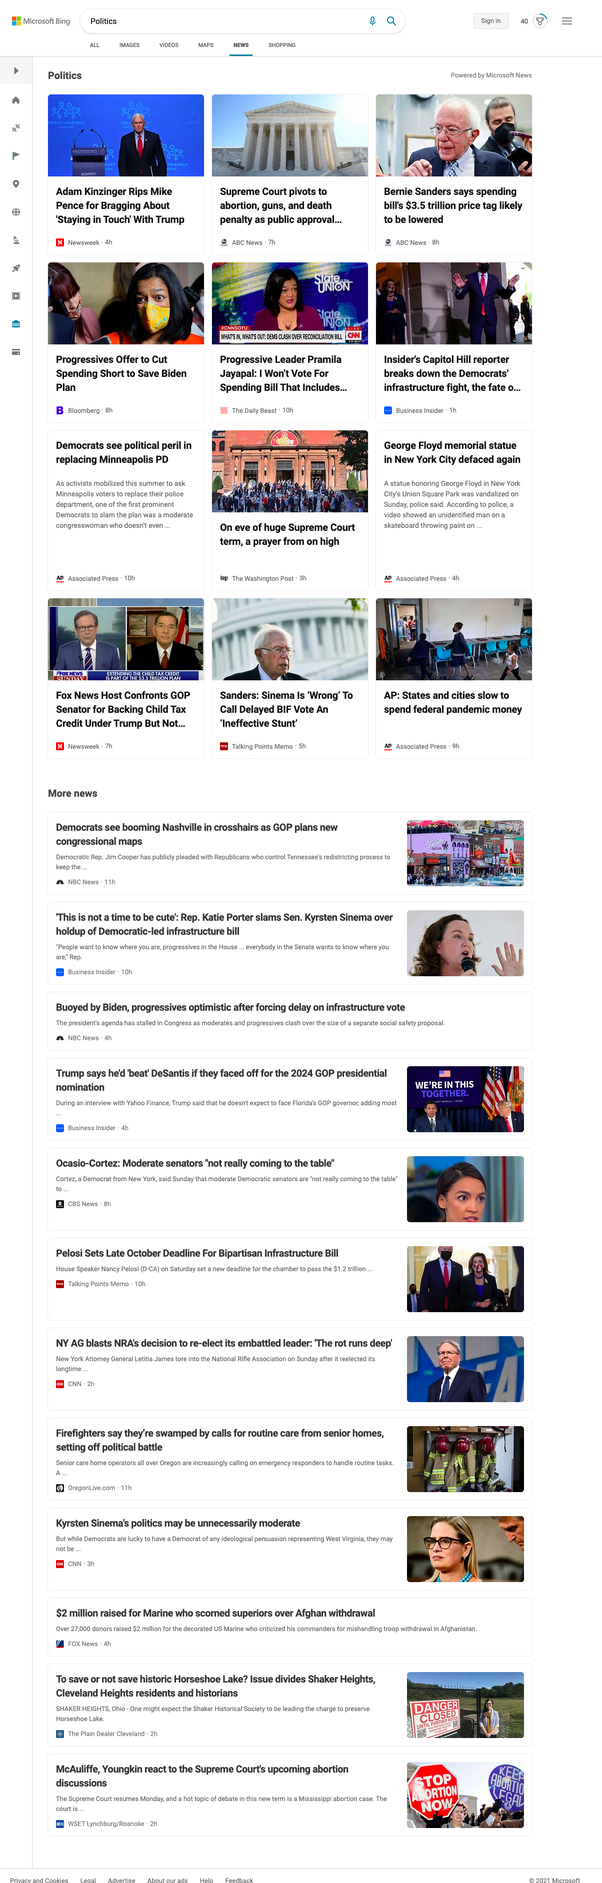 Microsoft Bing
Politics
Sign in
40
ALL
IMAGES
VIDEOS
MAPS
NEWS
SHOPPING
Politics
Powered by Microsoft News
Adam Kinzinger Rips Mike
Pence for Bragging About
'Staying in Touch' With Trump
Newsweek · 4h
Supreme Court pivots to
abortion, guns, and death
penalty as public approval...
ABC News · 7h
Bernie Sanders says spending
bill's $3.5 trillion price tag likely
to be lowered
ABC News · 8h
Progressives Offer to Cut
Spending Short to Save Biden
Plan
Bloomberg · 8h
State
UNION
#CNNSOTU
WHAT'S IN, WHAT'S OUT: DEMS CLASH OVER RECONCILIATION BILL
CNN
Progressive Leader Pramila
Jayapal: I Won't Vote For
Spending Bill That Includes...
The Daily Beast · 10h
Insider's Capitol Hill reporter
breaks down the Democrats'
infrastructure fight, the fate o...
Business Insider · 1h
Democrats see political peril in
replacing Minneapolis PD
As activists mobilized this summer to ask
Minneapolis voters to replace their police
department, one of the first prominent
Democrats to slam the plan was a moderate
congresswoman who doesn't even ...
AP Associated Press · 10h
On eve of huge Supreme Court
term, a prayer from on high
wp The Washington Post · 3h
George Floyd memorial statue
in New York City defaced again
A statue honoring George Floyd in New York
City's Union Square Park was vandalized on
Sunday, police said. According to police, a
video showed an unidentified man on a
skateboard throwing paint on ...
AP Associated Press · 4h
FOX NEWS
SUNDAY
EXTENDING THE CHILD TAX CREDIT
IS PART OF THE $3.5 TRILLION PLAN
Fox News Host Confronts GOP
Senator for Backing Child Tax
Credit Under Trump But Not...
Newsweek · 7h
Sanders: Sinema Is ‘Wrong’ To
Call Delayed BIF Vote An
‘Ineffective Stunt’
Talking Points Memo · 5h
AP: States and cities slow to
spend federal pandemic money
AP Associated Press · 9h
More news
Democrats see booming Nashville in crosshairs as GOP plans new
congressional maps
Democratic Rep. Jim Cooper has publicly pleaded with Republicans who control Tennessee's redistricting process to
keep the ...
NBC News · 11h
'This is not a time to be cute': Rep. Katie Porter slams Sen. Kyrsten Sinema over
holdup of Democratic-led infrastructure bill
"People want to know where you are, progressives in the House ... everybody in the Senate wants to know where you
are," Rep.
Business Insider · 10h
Buoyed by Biden, progressives optimistic after forcing delay on infrastructure vote
The president's agenda has stalled in Congress as moderates and progressives clash over the size of a separate social safety proposal.
NBC News · 4h
Trump says he'd 'beat' DeSantis if they faced off for the 2024 GOP presidential
nomination
During an interview with Yahoo Finance, Trump said that he doesn't expect to face Florida's GOP governor, adding most
...
Business Insider · 4h
WE'RE IN THIS
TOGETHER.
Ocasio-Cortez: Moderate senators "not really coming to the table"
Cortez, a Democrat from New York, said Sunday that moderate Democratic senators are "not really coming to the table"
to ...
CBS News · 8h
Pelosi Sets Late October Deadline For Bipartisan Infrastructure Bill
House Speaker Nancy Pelosi (D-CA) on Saturday set a new deadline for the chamber to pass the $1.2 trillion ...
Talking Points Memo · 10h
NY AG blasts NRA's decision to re-elect its embattled leader: 'The rot runs deep'
New York Attorney General Letitia James tore into the National Rifle Association on Sunday after it reelected its
longtime ...
CNN · 2h
Firefighters say they're swamped by calls for routine care from senior homes,
setting off political battle
Senior care home operators all over Oregon are increasingly calling on emergency responders to handle routine tasks.
A ...
OregonLive.com · 11h
Kyrsten Sinema's politics may be unnecessarily moderate
But while Democrats are lucky to have a Democrat of any ideological persuasion representing West Virginia, they may
not be ...
CNN · 3h
$2 million raised for Marine who scorned superiors over Afghan withdrawal
Over 27,000 donors raised $2 million for the decorated US Marine who criticized his commanders for mishandling troop withdrawal in Afghanistan.
FOX News · 4h
To save or not save historic Horseshoe Lake? Issue divides Shaker Heights,
Cleveland Heights residents and historians
SHAKER HEIGHTS, Ohio - One might expect the Shaker Historical Society to be leading the charge to preserve
Horseshoe Lake.
The Plain Dealer Cleveland · 2h
DANGER
CLOSED
McAuliffe, Youngkin react to the Supreme Court's upcoming abortion
discussions
The Supreme Court resumes Monday, and a hot topic of debate in this new term is a Mississippi abortion case. The
court is ...
WSET Lynchburg/Roanoke · 2h
STOP
ABORTION
NOW
KEEP
ABORTION
LEGAL
Privacy and Cookies
Legal
Advertise
About our ads
Help
Feedback
© 2021 Microsoft